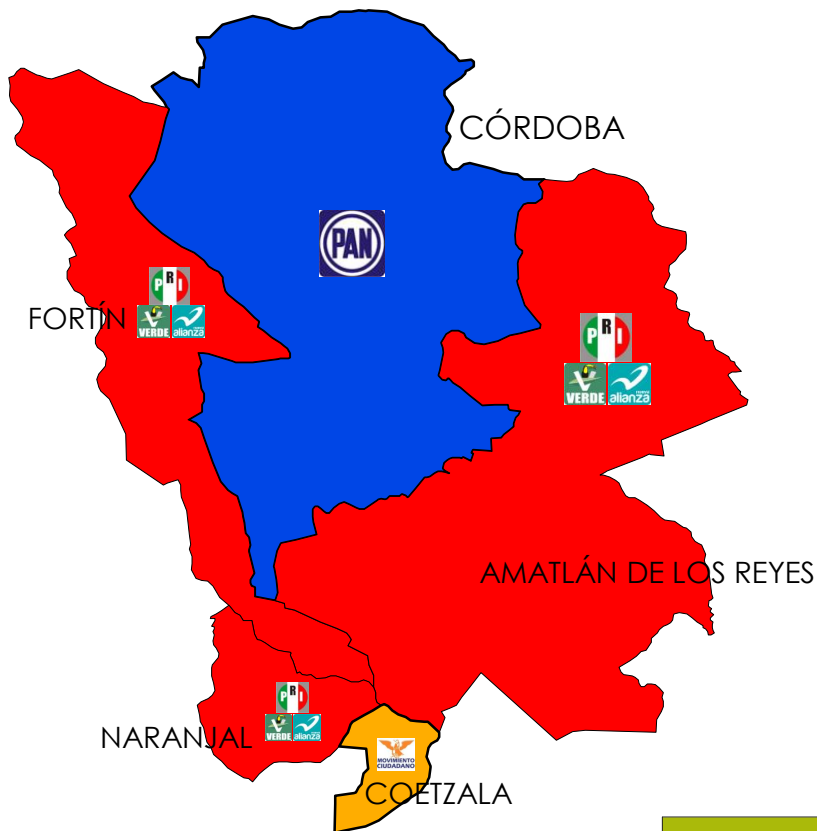 CÓRDOBA
PAN
PRI
VERDE
alianza
FORTÍN
PRI
VERDE
alianza
AMATLÁN DE LOS REYES
PRI
VERDE
alianza
NARANJAL
MOVIMIENTO
CIUDADANO
COETZALA